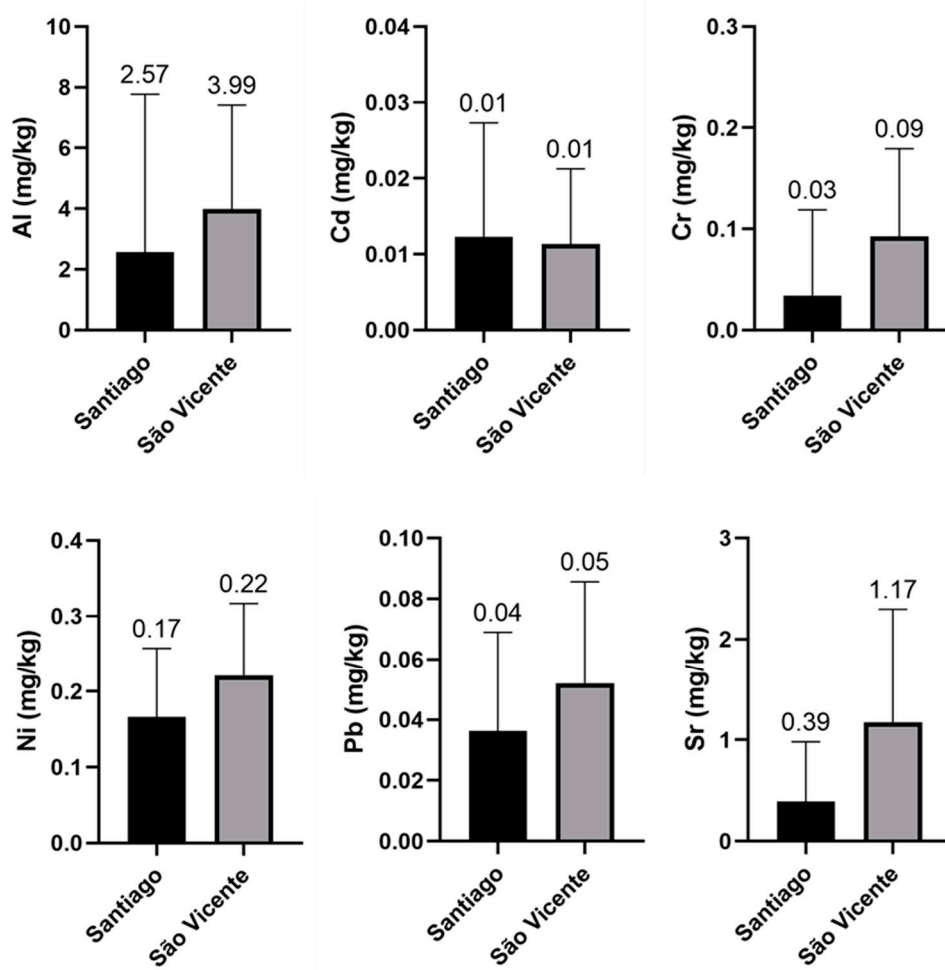 Al (mg/kg)
10
8
6
4
2
0
2.57
3.99
Santiago
São Vicente
Cd (mg/kg)
0.04
0.03
0.02
0.01
0.00
0.01
0.01
Santiago
São Vicente
Cr (mg/kg)
0.3
0.2
0.1
0.0
0.03
0.09
Santiago
São Vicente
Ni (mg/kg)
0.4
0.3
0.2
0.1
0.0
0.17
0.22
Santiago
São Vicente
Pb (mg/kg)
0.10
0.08
0.06
0.04
0.02
0.00
0.04
0.05
Santiago
São Vicente
Sr (mg/kg)
3
2
1
0
0.39
1.17
Santiago
São Vicente